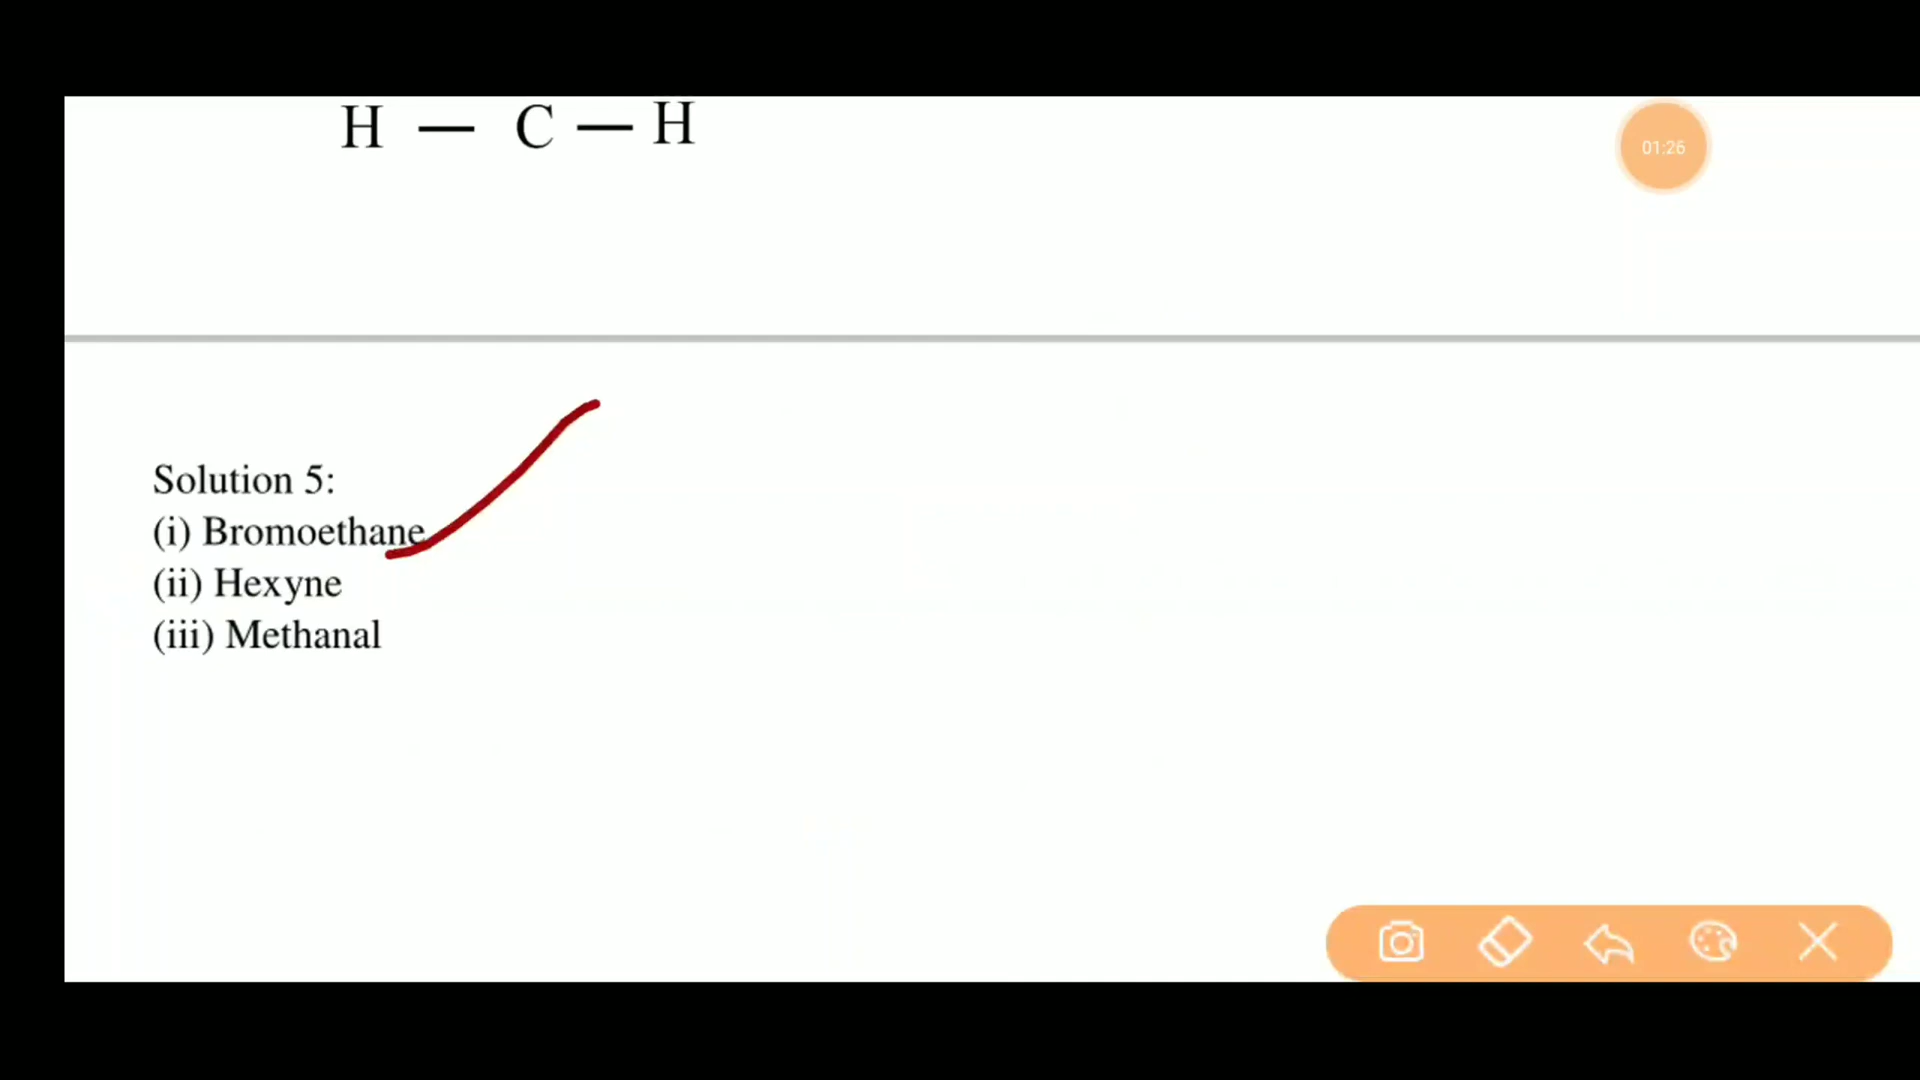 H — C — H
01:26
Solution 5:
(i) Bromoethane
(ii) Hexyne
(iii) Methanal